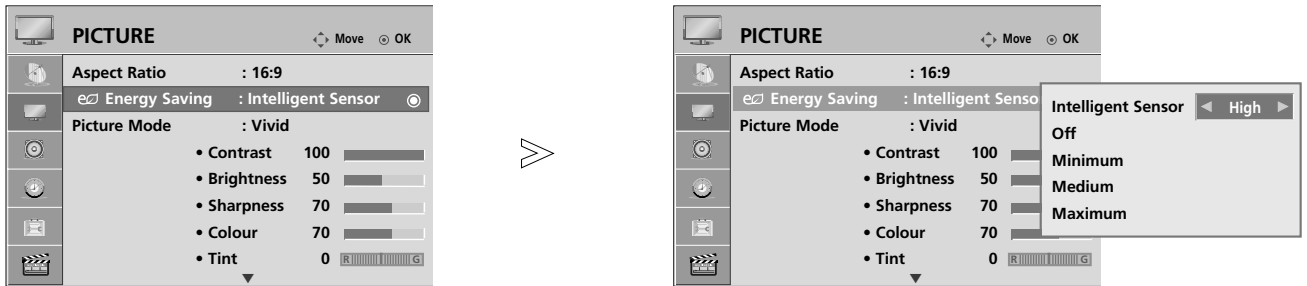 PICTURE Move OK
Aspect Ratio : 16:9
e Energy Saving : Intelligent Sensor
Picture Mode : Vivid
• Contrast 100
• Brightness 50
• Sharpness 70
• Colour 70
• Tint 0 R G
PICTURE Move OK
Aspect Ratio : 16:9
e Energy Saving : Intelligent Senso
Picture Mode : Vivid
• Contrast 100
• Brightness 50
• Sharpness 70
• Colour 70
• Tint 0 R G
Intelligent Sensor High
Off
Minimum
Medium
Maximum